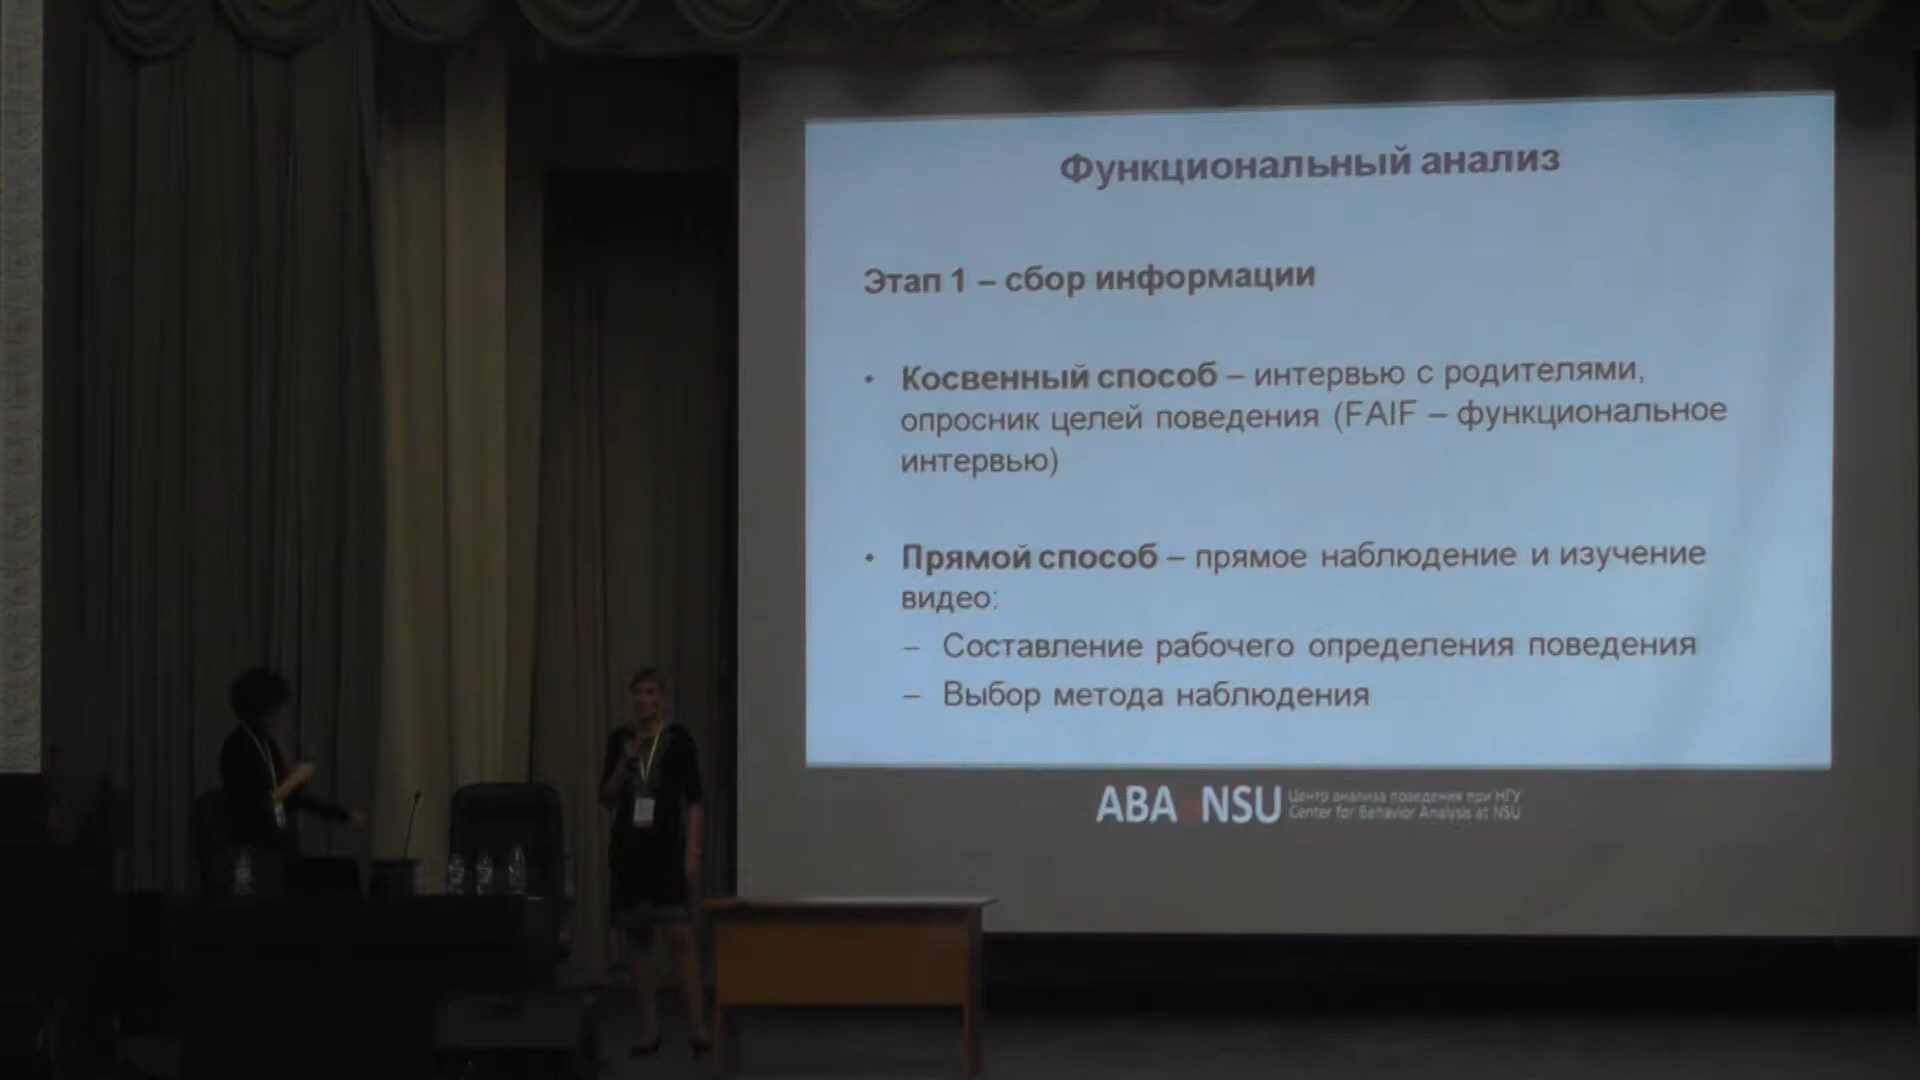 Функциональный анализ
Этап 1 – сбор информации
• Косвенный способ – интервью с родителями,
опросник целей поведения (FAIF – функциональное
интервью)
• Прямой способ – прямое наблюдение и изучение
видео:
– Составление рабочего определения поведения
– Выбор метода наблюдения
ABA NSU
Центр анализа поведения при НГУ
Center for Behavior Analysis at NSU